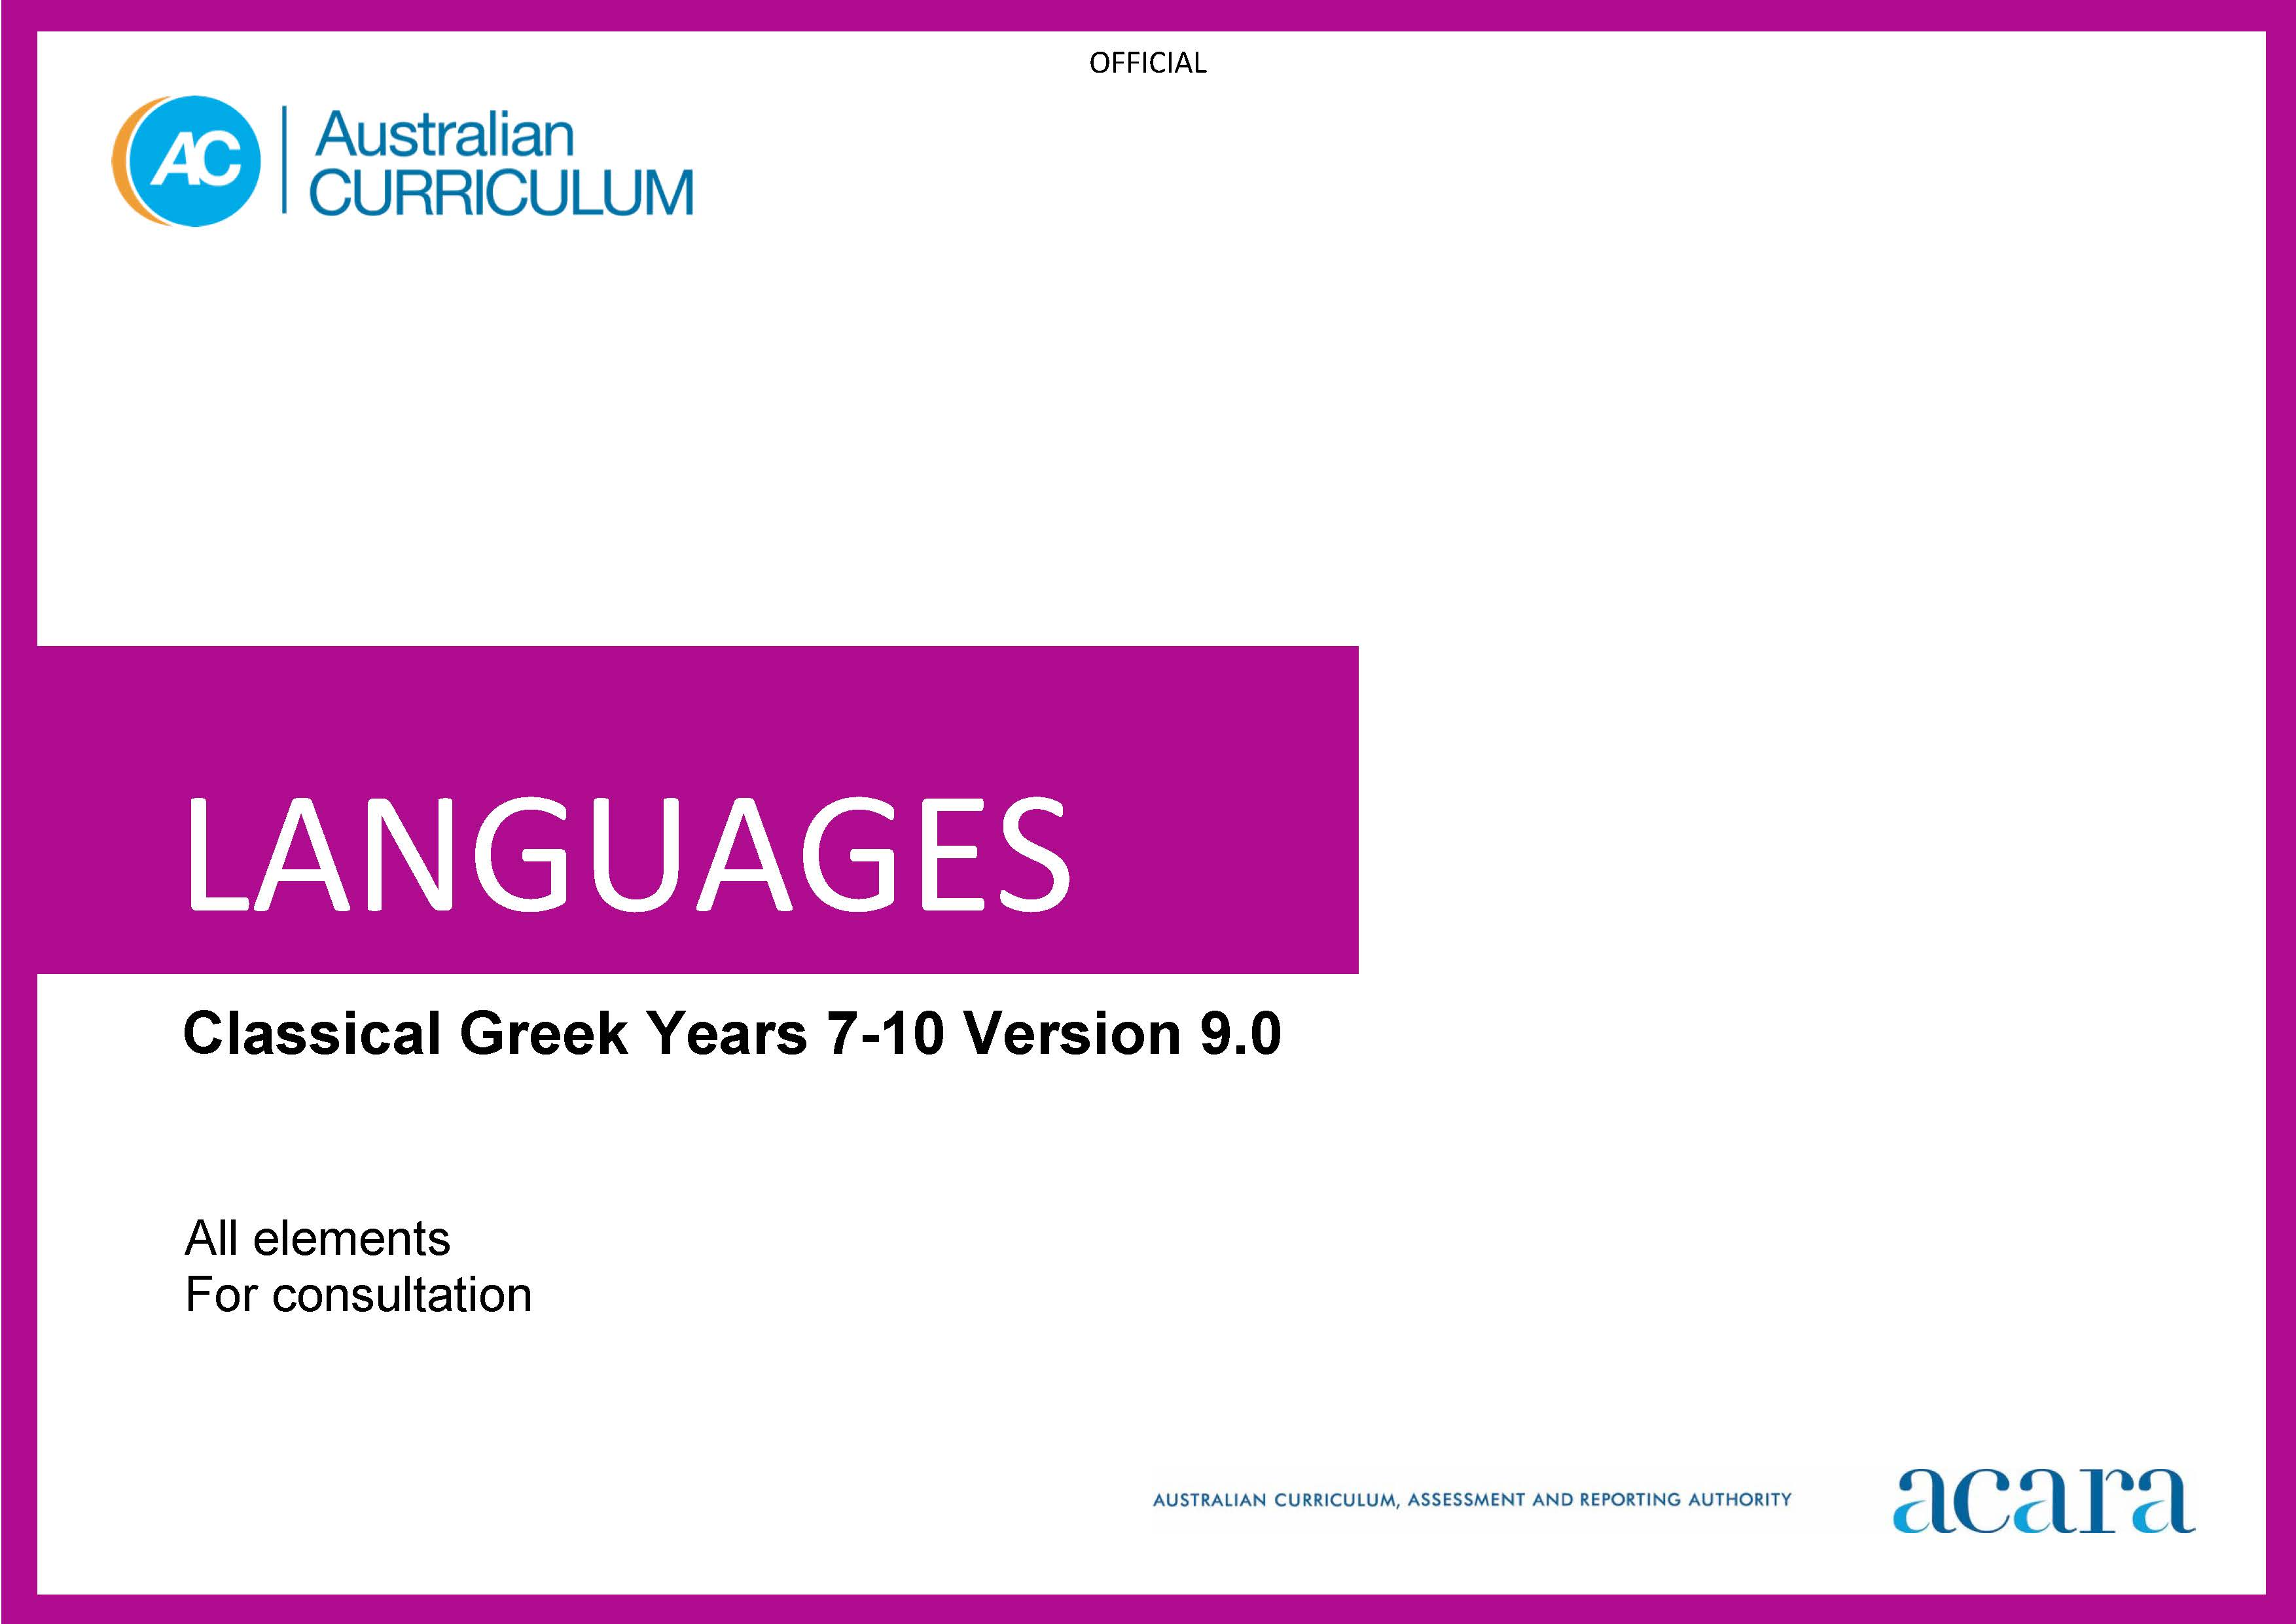 OFFICIAL
AC
Australian
CURRICULUM
LANGUAGES
Classical Greek Years 7-10 Version 9.0
All elements
For consultation
AUSTRALIAN CURRICULUM, ASSESSMENT AND REPORTING AUTHORITY
acara